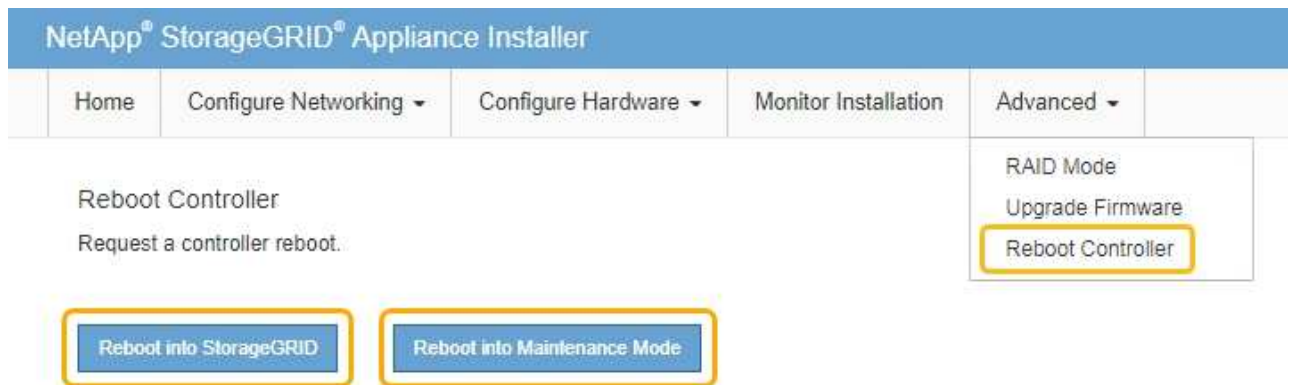 NetApp® StorageGRID® Appliance Installer
Home Configure Networking Configure Hardware Monitor Installation Advanced
RAID Mode
Upgrade Firmware
Reboot Controller
Reboot Controller
Request a controller reboot.
Reboot into StorageGRID Reboot into Maintenance Mode